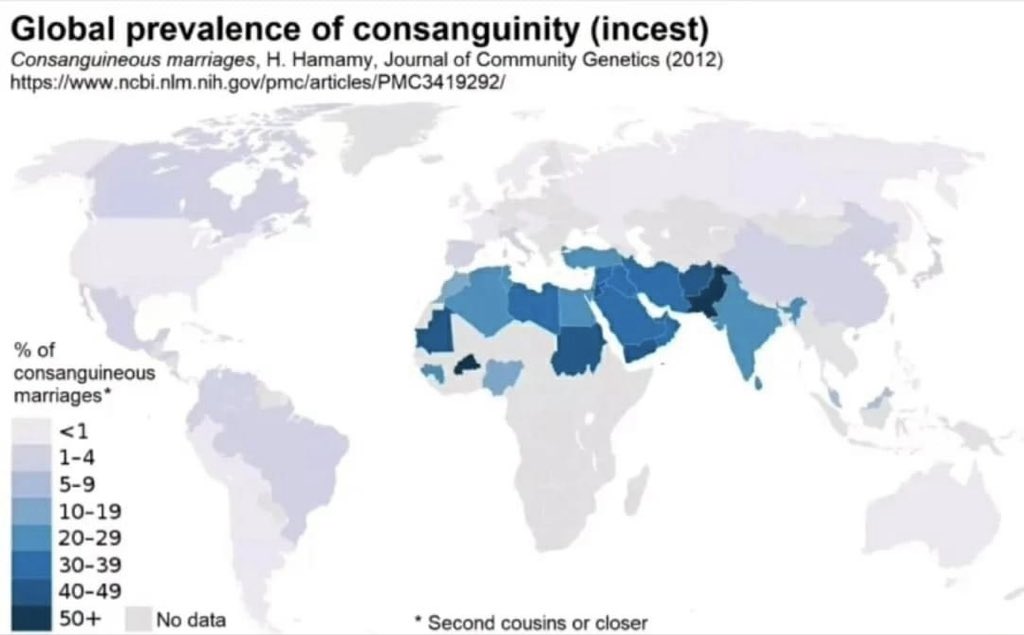 Global prevalence of consanguinity (incest)
Consanguineous marriages, H. Hamamy, Journal of Community Genetics (2012)
https://www.ncbi.nlm.nih.gov/pmc/articles/PMC3419292/
% of
consanguineous
marriages*
<1
1–4
5–9
10–19
20–29
30–39
40–49
50+
No data
* Second cousins or closer